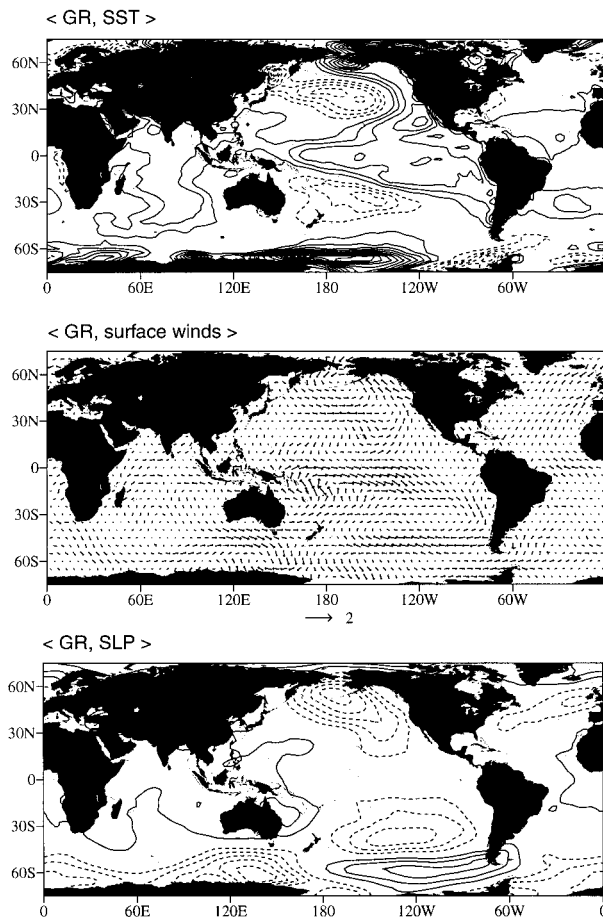 < GR, SST >
60N
30N
0
30S
60S
0 60E 120E 180 120W 60W
< GR, surface winds >
60N
30N
0
30S
60S
0 60E 120E 180 120W 60W
2
< GR, SLP >
60N
30N
0
30S
60S
0 60E 120E 180 120W 60W 0